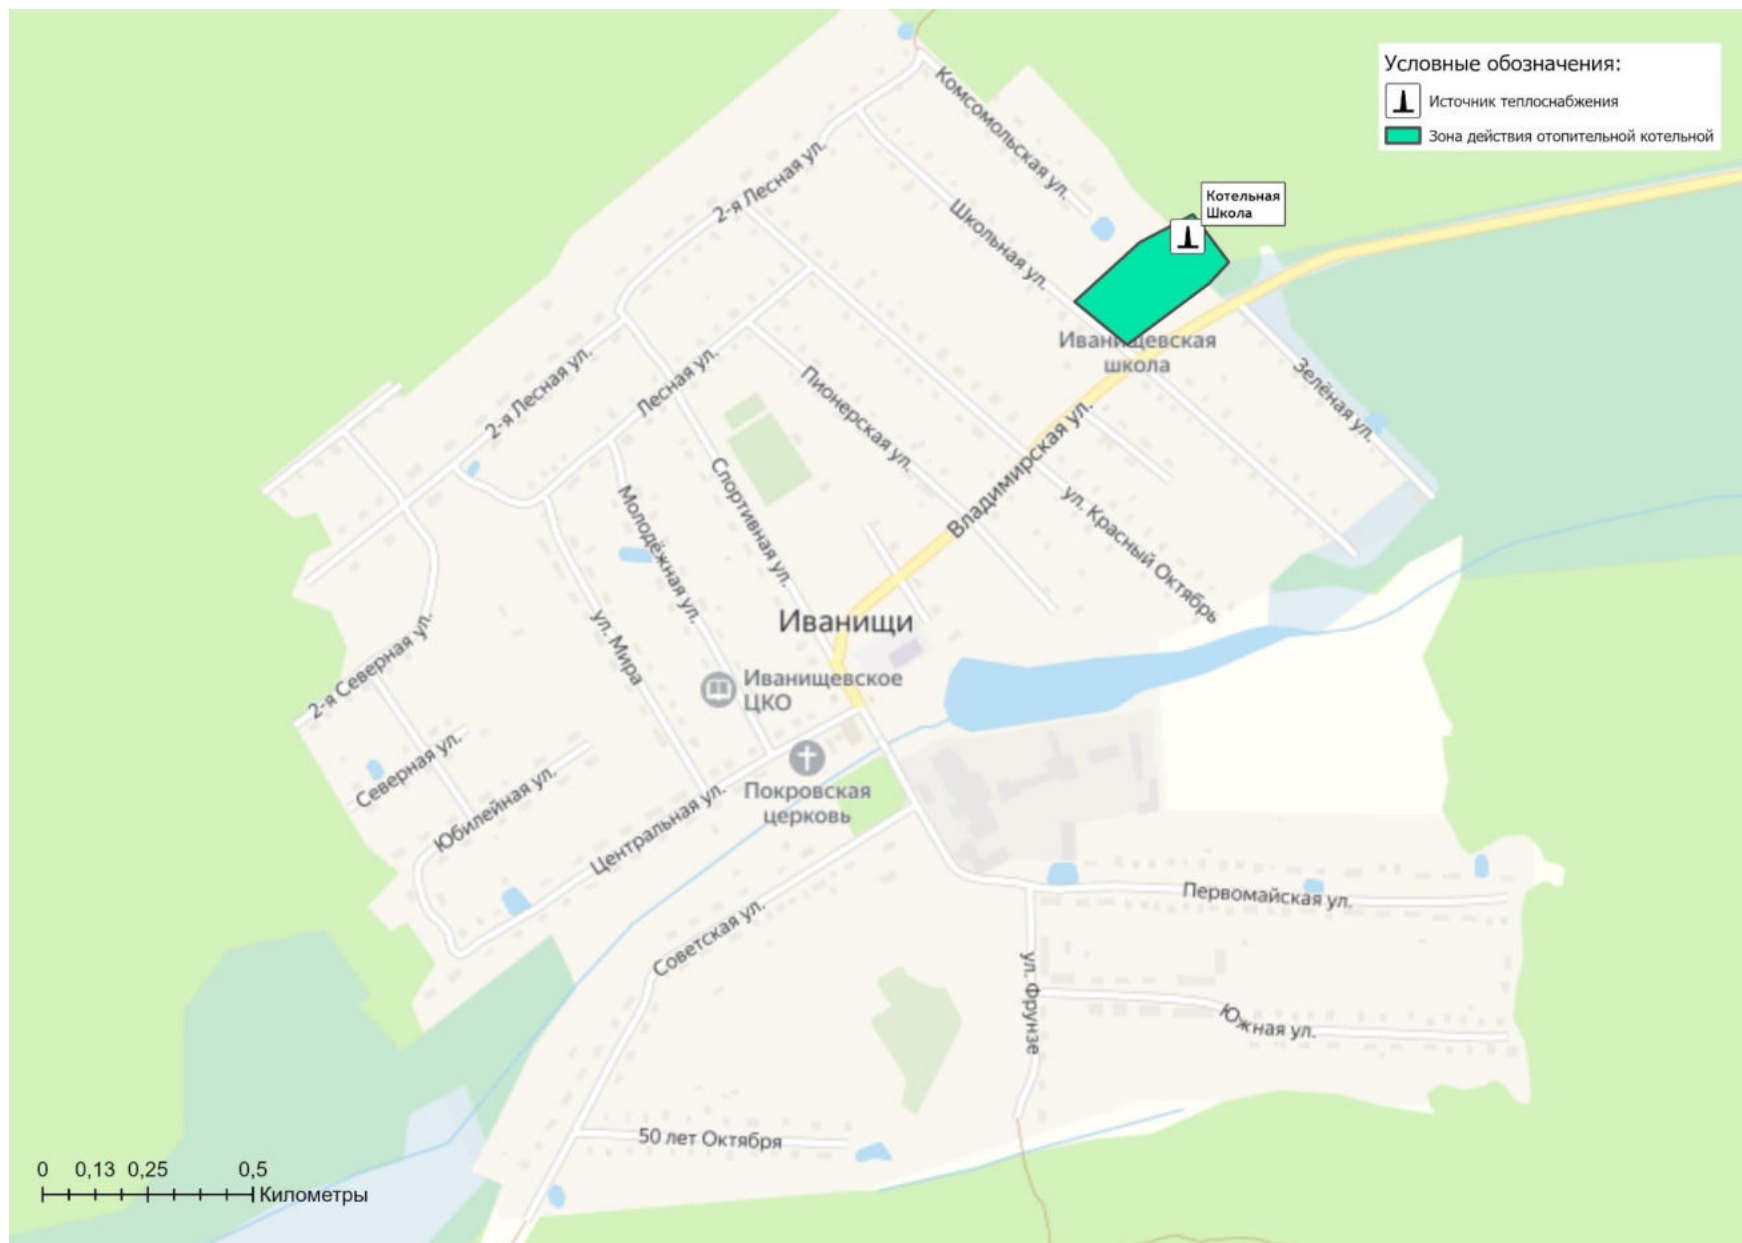 Условные обозначения:
Источник теплоснабжения
Зона действия отопительной котельной
Комсомольская ул.
2-я Лесная ул.
Школьная ул.
Котельная
Школа
Иванищевская
школа
2-я Лесная ул.
Лесная ул.
Пионерская ул.
Зелёная ул.
Владимирская ул.
Спортивная ул.
Молодёжная ул.
ул. Красный Октябрь
ул. Мира
Иванищи
2-я Северная ул.
Иванищевское
ЦКО
Северная ул.
Юбилейная ул.
Центральная ул.
Покровская
церковь
Советская ул.
Первомайская ул.
ул. Фрунзе
Южная ул.
50 лет Октября
0 0,13 0,25 0,5
Километры